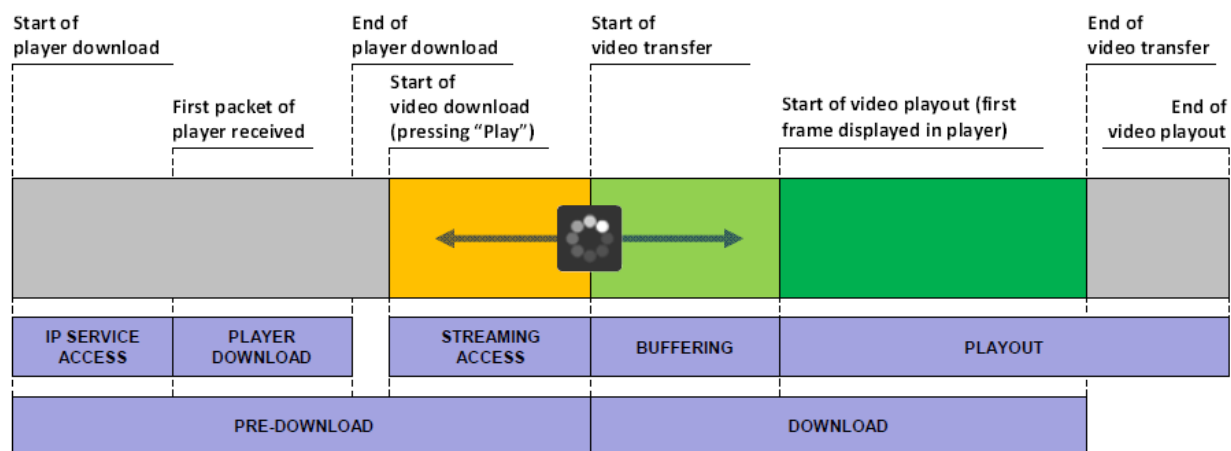 Start of
player download
End of
player download
Start of
video transfer
End of
video transfer
First packet of
player received
Start of
video download
(pressing “Play”)
Start of video playout (first
frame displayed in player)
End of
video playout
IP SERVICE
ACCESS
PLAYER
DOWNLOAD
STREAMING
ACCESS
BUFFERING
PLAYOUT
PRE-DOWNLOAD
DOWNLOAD